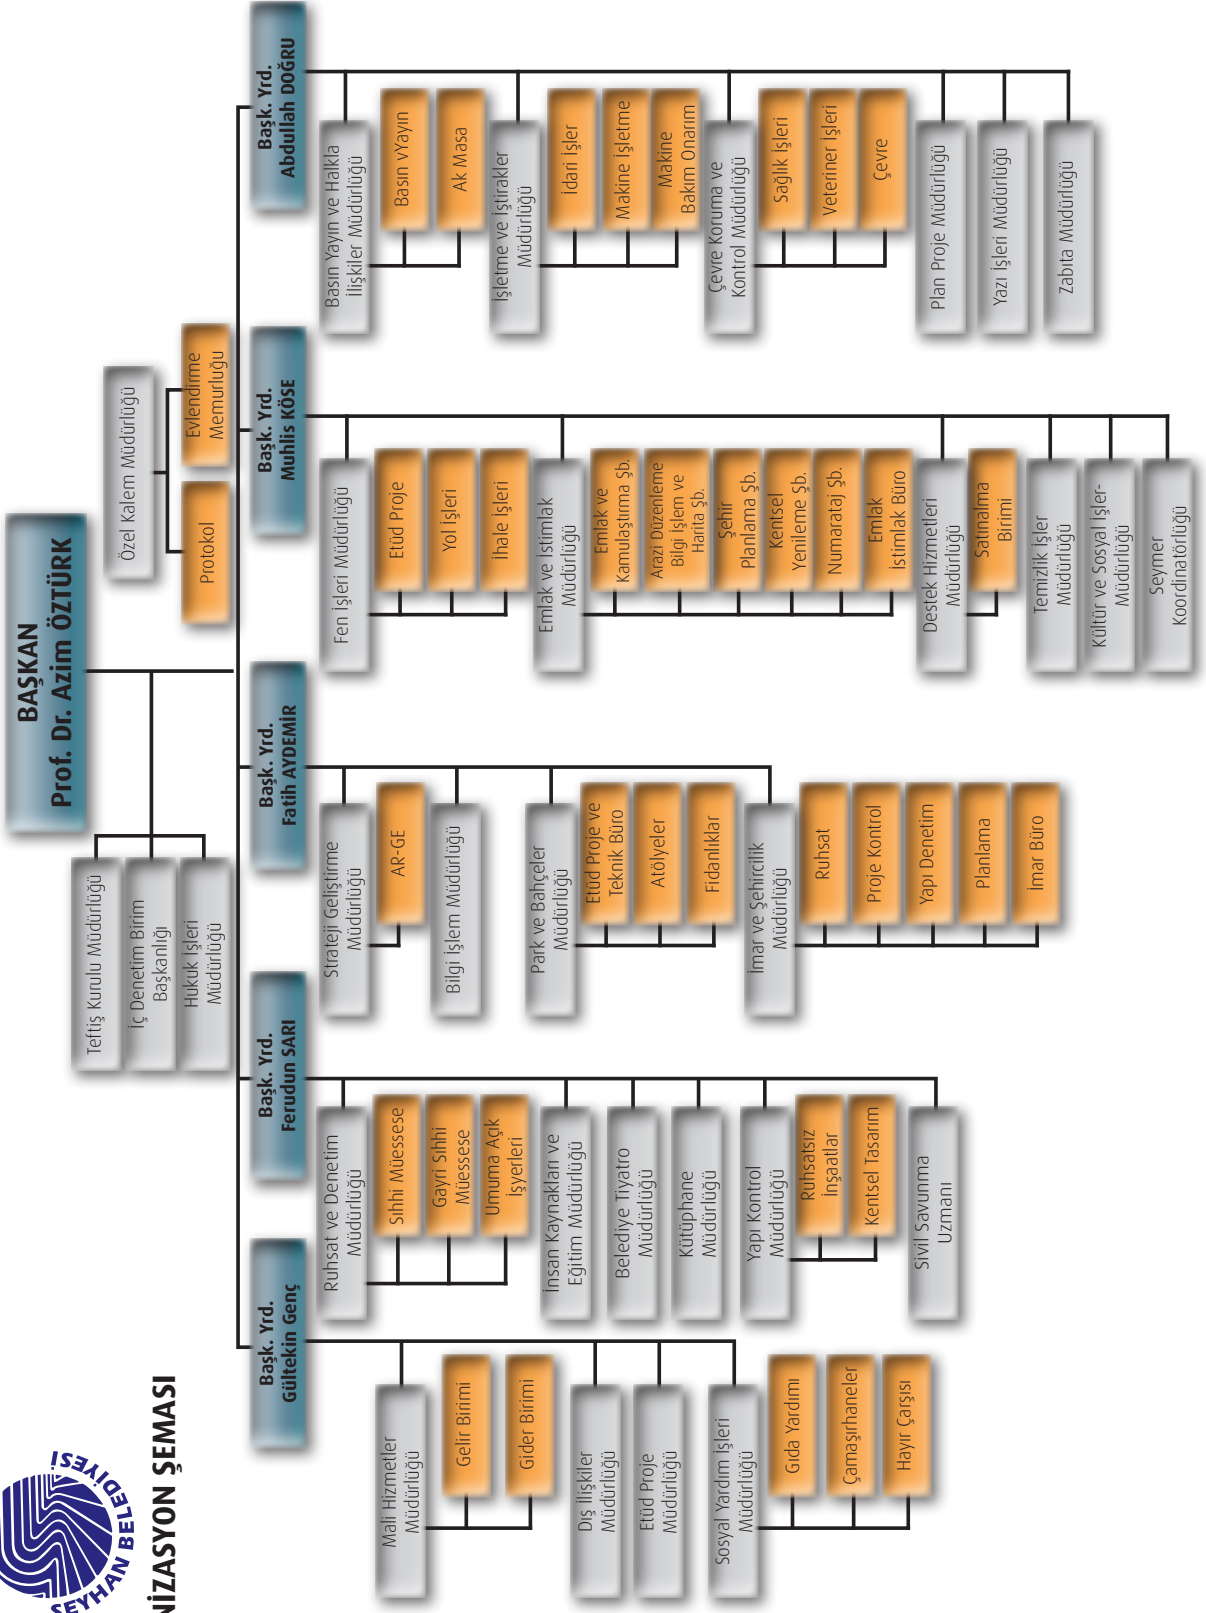 SEYHAN BELEDİYESİ
NİZASYON ŞEMASI
BAŞKAN
Prof. Dr. Azim ÖZTÜRK
Teftiş Kurulu Müdürlüğü
İç Denetim Birim
Başkanlığı
Hukuk İşleri
Müdürlüğü
Özel Kalem Müdürlüğü
Protokol
Evlendirme
Memurluğu
Başk. Yrd.
Gültekin Genç
Mali Hizmetler
Müdürlüğü
Gelir Birimi
Gider Birimi
Dış İlişkiler
Müdürlüğü
Etüd Proje
Müdürlüğü
Sosyal Yardım İşleri
Müdürlüğü
Gıda Yardımı
Çamaşırhaneler
Hayır Çarşısı
Başk. Yrd.
Ferudun SARI
Ruhsat ve Denetim
Müdürlüğü
Sıhhi Müessese
Gayri Sıhhi
Müessese
Umuma Açık
İşyerleri
İnsan Kaynakları ve
Eğitim Müdürlüğü
Belediye Tiyatro
Müdürlüğü
Kütüphane
Müdürlüğü
Yapı Kontrol
Müdürlüğü
Ruhsatsız
İnşaatlar
Kentsel Tasarım
Sivil Savunma
Uzmanı
Başk. Yrd.
Fatih AYDEMİR
Strateji Geliştirme
Müdürlüğü
AR-GE
Bilgi İşlem Müdürlüğü
Park ve Bahçeler
Müdürlüğü
Etüd Proje ve
Teknik Büro
Atölyeler
Fidanlıklar
İmar ve Şehircilik
Müdürlüğü
Ruhsat
Proje Kontrol
Yapı Denetim
Planlama
İmar Büro
Başk. Yrd.
Muhlis KÖSE
Fen İşleri Müdürlüğü
Etüd Proje
Yol İşleri
İhale İşleri
Emlak ve İstimlak
Müdürlüğü
Emlak ve
Kamulaştırma Şb.
Arazi Düzenleme
Bilgi İşlem ve
Harita Şb.
Şehir
Planlama Şb.
Kentsel
Yenileme Şb.
Numarataj Şb.
Emlak
İstimlak Büro
Destek Hizmetleri
Müdürlüğü
Satınalma
Birimi
Temizlik İşler
Müdürlüğü
Kültür ve Sosyal İşler-
Müdürlüğü
Seymer
Koordinatörlüğü
Başk. Yrd.
Abdullah DOĞRU
Basın Yayın ve Halkla
İlişkiler Müdürlüğü
Basın vYayın
Ak Masa
İşletme ve İştirakler
Müdürlüğü
İdari İşler
Makine İşletme
Makine
Bakım Onarım
Çevre Koruma ve
Kontrol Müdürlüğü
Sağlık İşleri
Veteriner İşleri
Çevre
Plan Proje Müdürlüğü
Yazı İşleri Müdürlüğü
Zabıta Müdürlüğü